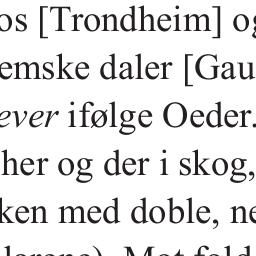 os [Trondheim] og
emske daler [Gau
ever ifølge Oeder.
her og der i skog,
ken med doble, ne